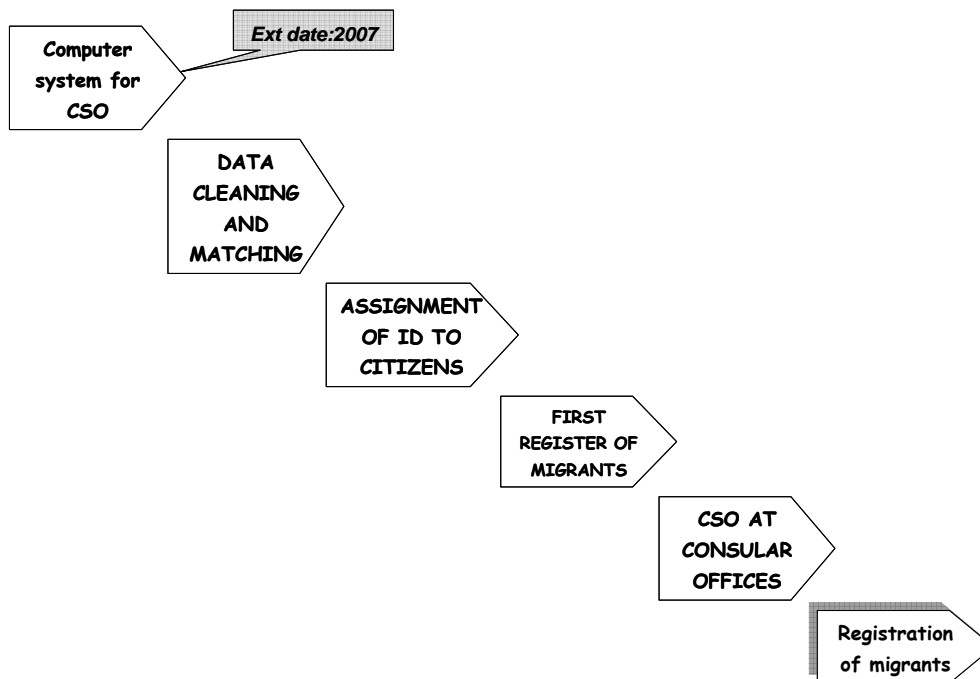 Ext date:2007
Computer
system for
CSO
DATA
CLEANING
AND
MATCHING
ASSIGNMENT
OF ID TO
CITIZENS
FIRST
REGISTER OF
MIGRANTS
CSO AT
CONSULAR
OFFICES
Registration
of migrants